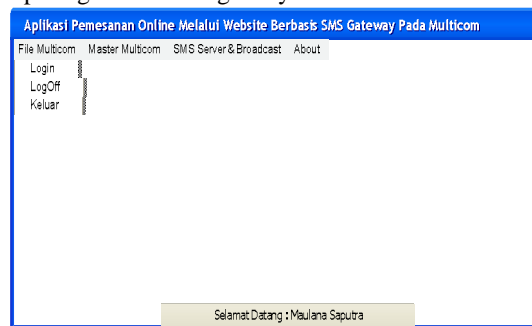 Aplikasi Pemesanan Online Melalui Website Berbasis SMS Gateway Pada Multicom
File Multicom Master Multicom SMS Server & Broadcast About
Login
LogOff
Keluar
Selamat Datang : Maulana Saputra